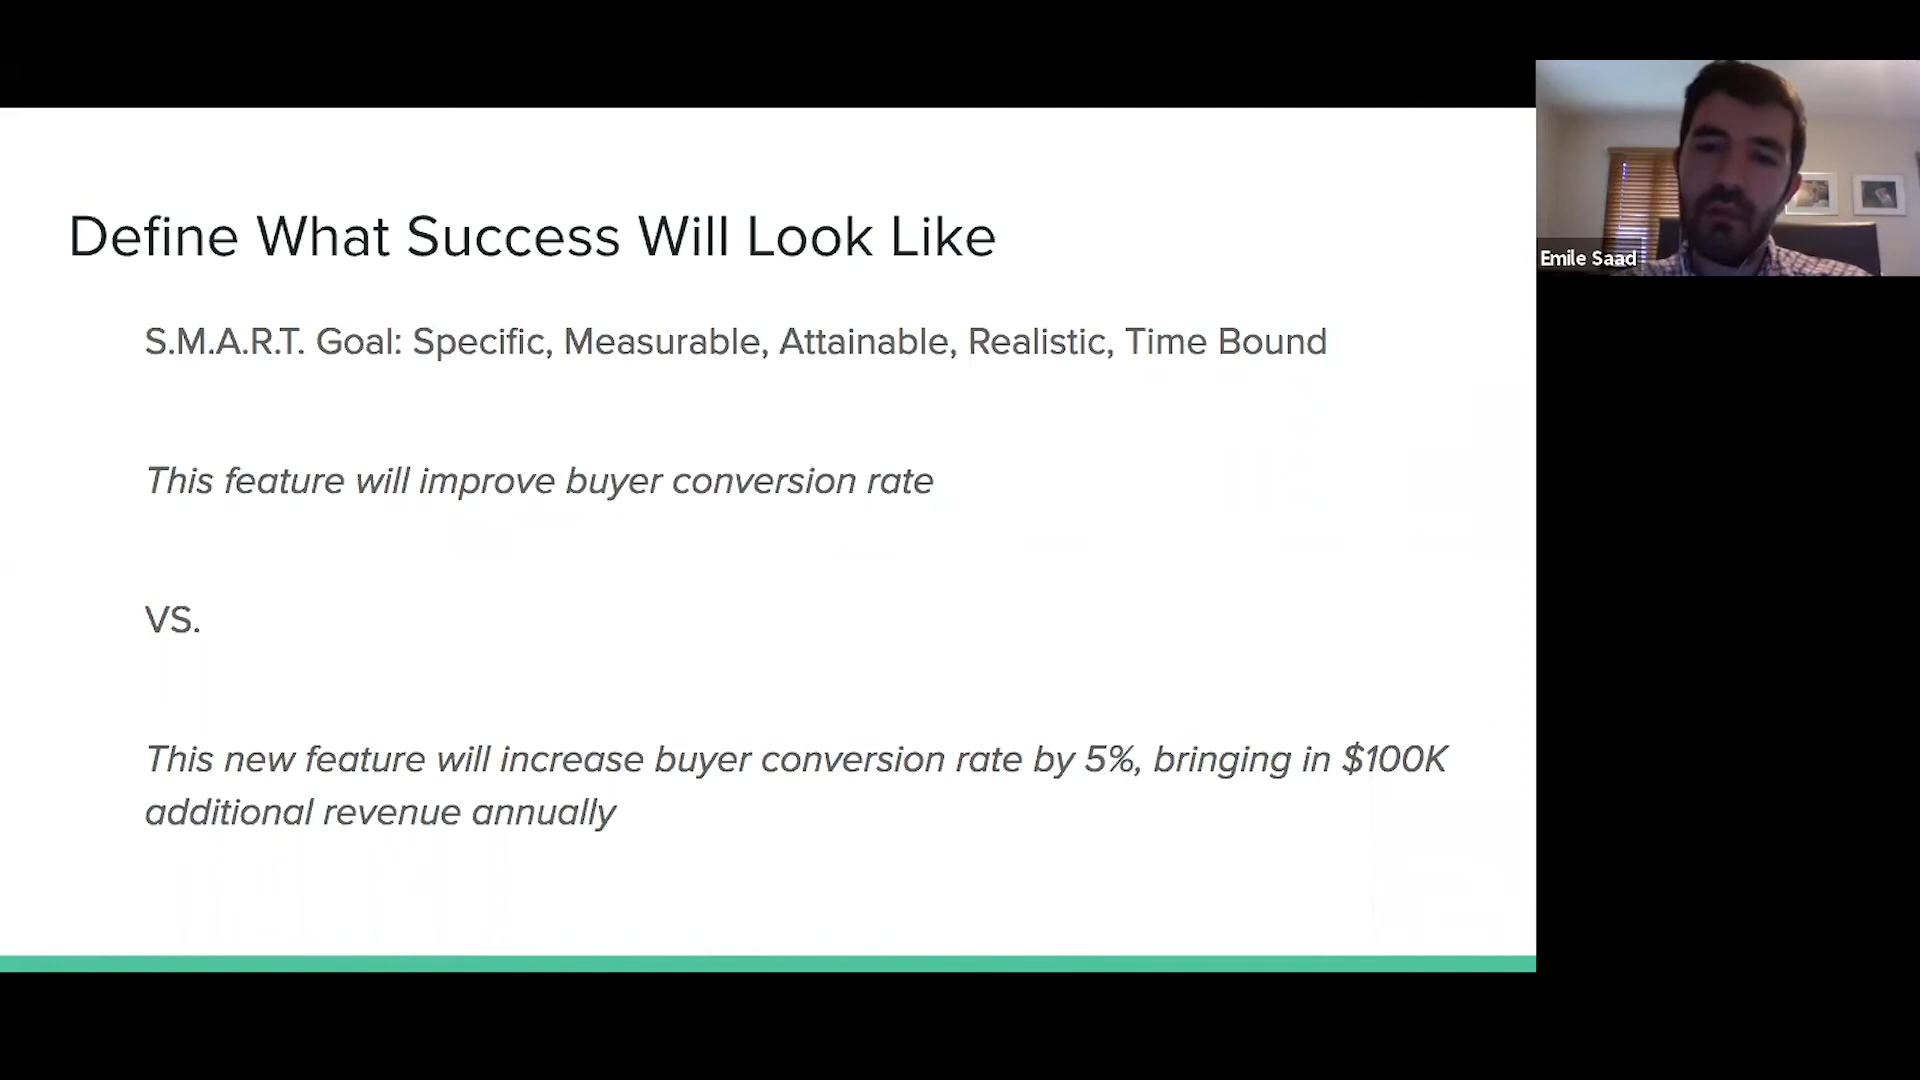 Define What Success Will Look Like
S.M.A.R.T. Goal: Specific, Measurable, Attainable, Realistic, Time Bound
This feature will improve buyer conversion rate
VS.
This new feature will increase buyer conversion rate by 5%, bringing in $100K
additional revenue annually
Emile Saad